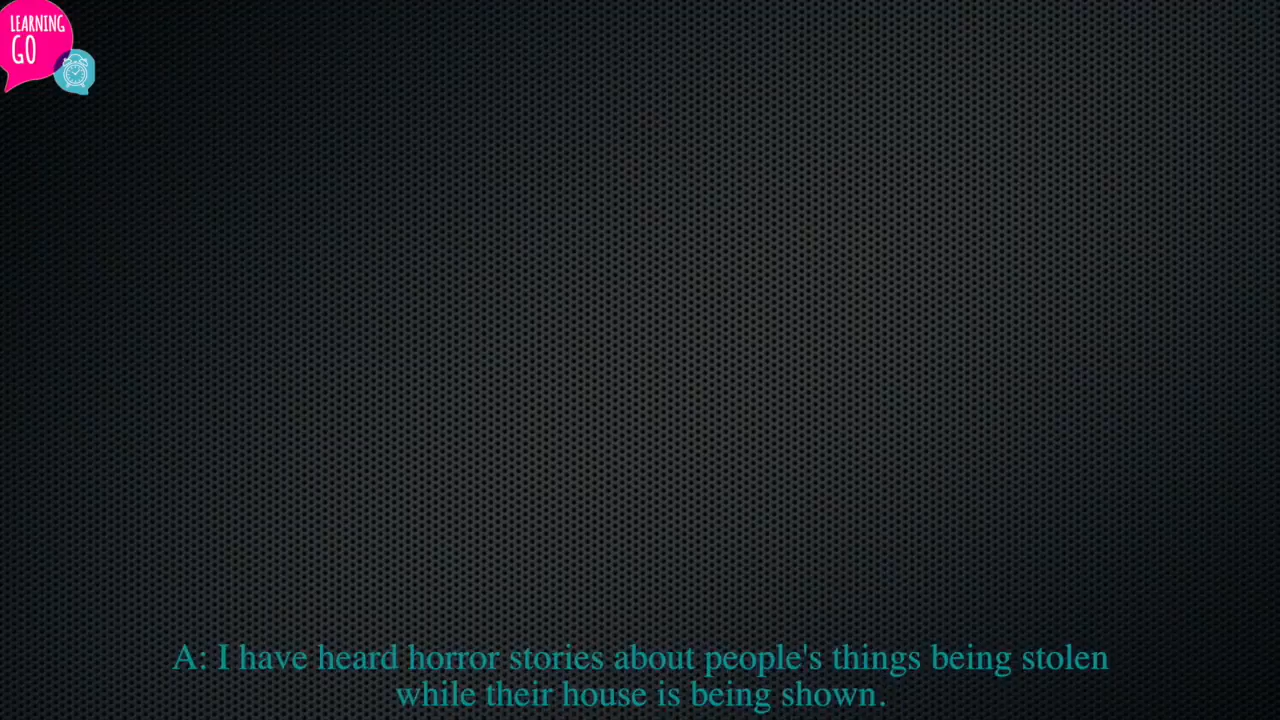 LEARNING
GO
A: I have heard horror stories about people's things being stolen
while their house is being shown.